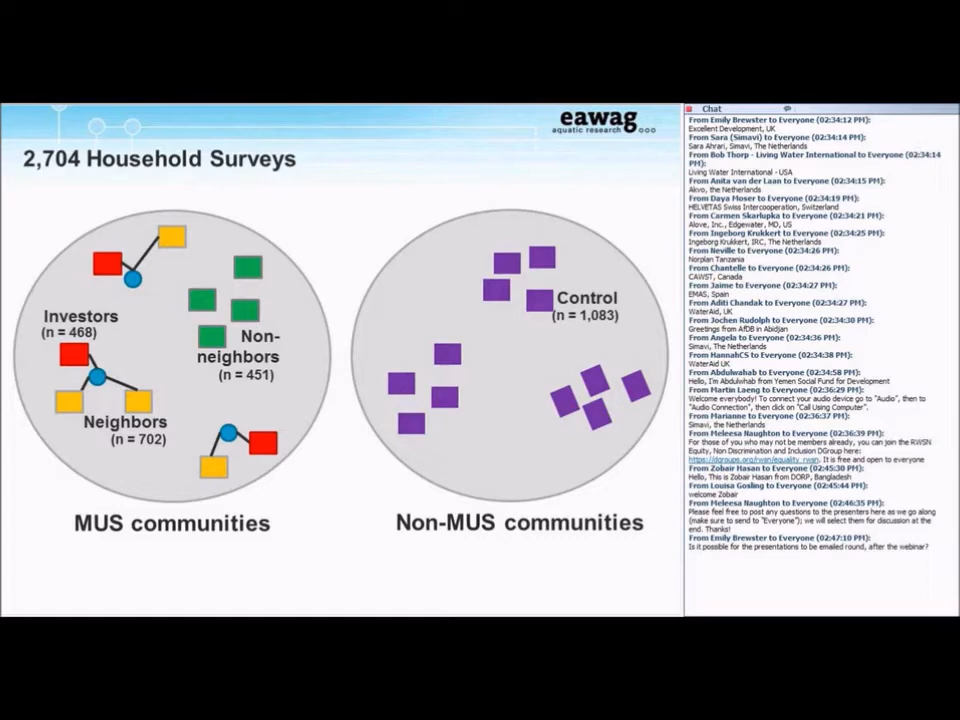 eawag
aquatic research
2,704 Household Surveys
Investors
(n = 468)
Non-
neighbors
(n = 451)
Neighbors
(n = 702)
MUS communities
Control
(n = 1,083)
Non-MUS communities
Chat
From Emily Brewster to Everyone (02:34:12 PM):
Excellent Development, UK
From Sara (Simavi) to Everyone (02:34:14 PM):
Sara Ahrari, Simavi, The Netherlands
From Bob Thorp - Living Water International to Everyone (02:34:14
PM):
Living Water International - USA
From Anita van der Laan to Everyone (02:34:15 PM):
Akvo, the Netherlands
From Daya Moser to Everyone (02:34:19 PM):
HELVETAS Swiss Intercooperation, Switzerland
From Carmen Skarlupka to Everyone (02:34:21 PM):
Alove, Inc., Edgewater, MD, US
From Ingeborg Krukkert to Everyone (02:34:25 PM):
Ingeborg Krukkert, IRC, The Netherlands
From Neville to Everyone (02:34:26 PM):
Norplan Tanzania
From Chantelle to Everyone (02:34:26 PM):
CAWST, Canada
From Jaime to Everyone (02:34:27 PM):
EMAS, Spain
From Aditi Chandak to Everyone (02:34:27 PM):
WaterAid, UK
From Jochen Rudolph to Everyone (02:34:30 PM):
Greetings from AfDB in Abidjan
From Angela to Everyone (02:34:36 PM):
Simavi, The Netherlands
From HannahCS to Everyone (02:34:38 PM):
WaterAid UK
From Abdulwahab to Everyone (02:34:58 PM):
Hello, I'm Abdulwhab from Yemen Social Fund for Development
From Martin Laeng to Everyone (02:36:29 PM):
Welcome everybody! To connect your audio device go to "Audio", then to
"Audio Connection", then click on "Call Using Computer".
From Marianne to Everyone (02:36:37 PM):
Simavi, the Netherlands
From Meleesa Naughton to Everyone (02:36:39 PM):
For those of you who may not be members already, you can join the RWSN
Equity, Non Discrimination and Inclusion DGroup here:
https://dgroups.org/rwsn/equality_rwsn. It is free and open to everyone
From Zobair Hasan to Everyone (02:45:30 PM):
Hello, This is Zobair Hasan from DORP, Bangladesh
From Louisa Gosling to Everyone (02:45:44 PM):
welcome Zobair
From Meleesa Naughton to Everyone (02:46:35 PM):
Please feel free to post any questions to the presenters here as we go along
(make sure to send to "Everyone"); we will select them for discussion at the
end. Thanks!
From Emily Brewster to Everyone (02:47:10 PM):
Is it possible for the presentations to be emailed round, after the webinar?